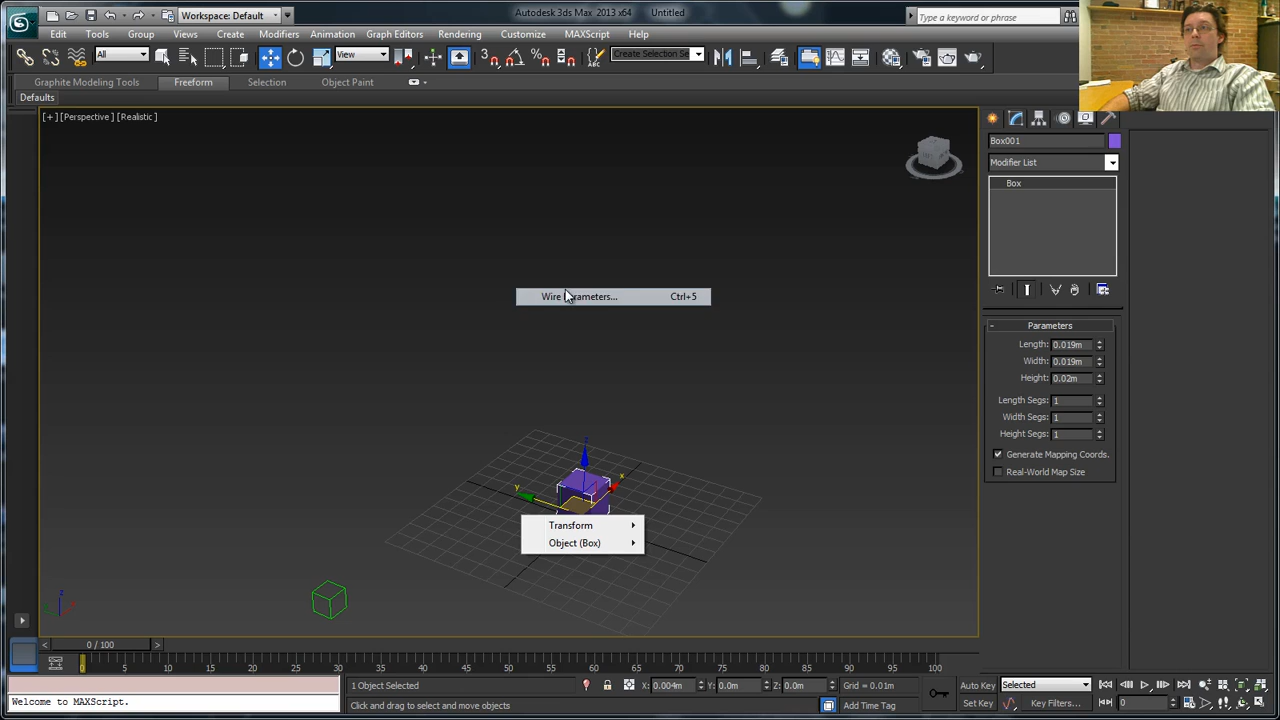 Workspace: Default
Autodesk 3ds Max 2013 x64 Untitled
Type a keyword or phrase
Edit Tools Group Views Create Modifiers Animation Graph Editors Rendering Customize MAXScript Help
All
View
Create Selection Se
Graphite Modeling Tools Freeform Selection Object Paint
Defaults
[+] [Perspective] [Realistic]
Box001
Modifier List
Box
Wire Parameters... Ctrl+5
Parameters
Length: 0.019m
Width: 0.019m
Height: 0.02m
Length Segs: 1
Width Segs: 1
Height Segs: 1
Generate Mapping Coords.
Real-World Map Size
z
x
y
Transform
Object (Box)
z
0 / 100
0 5 10 15 20 25 30 35 40 45 50 55 60 65 70 75 80 85 90 95 100
1 Object Selected
X: 0.004m Y: 0.0m Z: 0.0m Grid = 0.01m
Auto Key Selected
Welcome to MAXScript.
Click and drag to select and move objects
Add Time Tag
Set Key Key Filters... 0